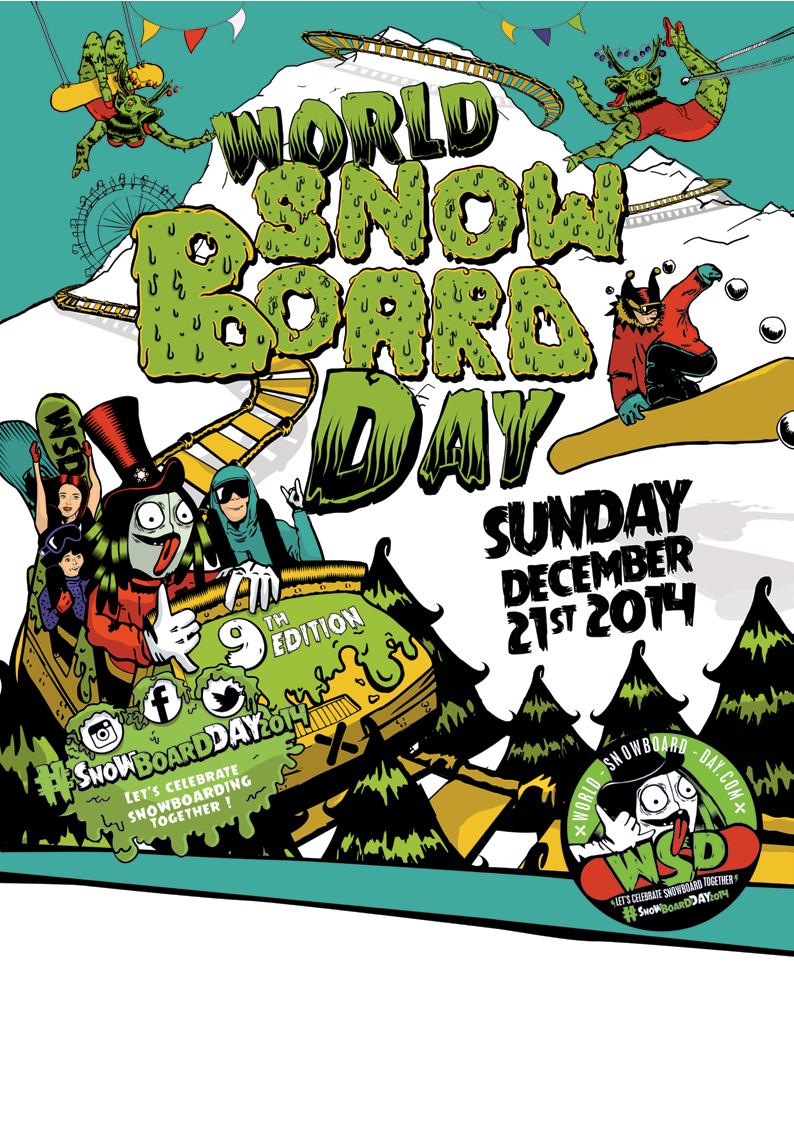 WORLD
SNOW
BOARD
DAY
WSD
SUNDAY
DECEMBER
21ST 2014
9TH EDITION
#SNOWBOARDDAY2014
LET'S CELEBRATE
SNOWBOARDING
TOGETHER !
WORLD - SNOWBOARD - DAY.COM
WSD
LET'S CELEBRATE SNOWBOARD TOGETHER
#SNOWBOARDDAY2014